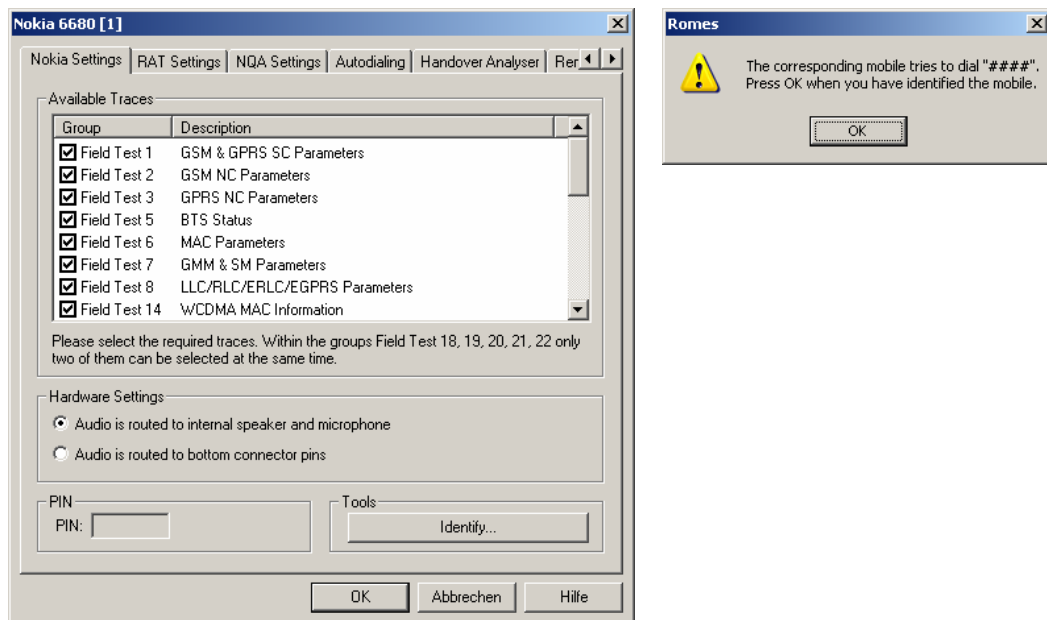 Nokia 6680 [1]
Nokia Settings RAT Settings NQA Settings Autodialing Handover Analyser Rer
Available Traces
Group Description
Field Test 1 GSM & GPRS SC Parameters
Field Test 2 GSM NC Parameters
Field Test 3 GPRS NC Parameters
Field Test 5 BTS Status
Field Test 6 MAC Parameters
Field Test 7 GMM & SM Parameters
Field Test 8 LLC/RLC/ERLC/EGPRS Parameters
Field Test 14 WCDMA MAC Information
Please select the required traces. Within the groups Field Test 18, 19, 20, 21, 22 only
two of them can be selected at the same time.
Hardware Settings
Audio is routed to internal speaker and microphone
Audio is routed to bottom connector pins
PIN
PIN:
Tools
Identify...
OK Abbrechen Hilfe
Romes
The corresponding mobile tries to dial "####".
Press OK when you have identified the mobile.
OK